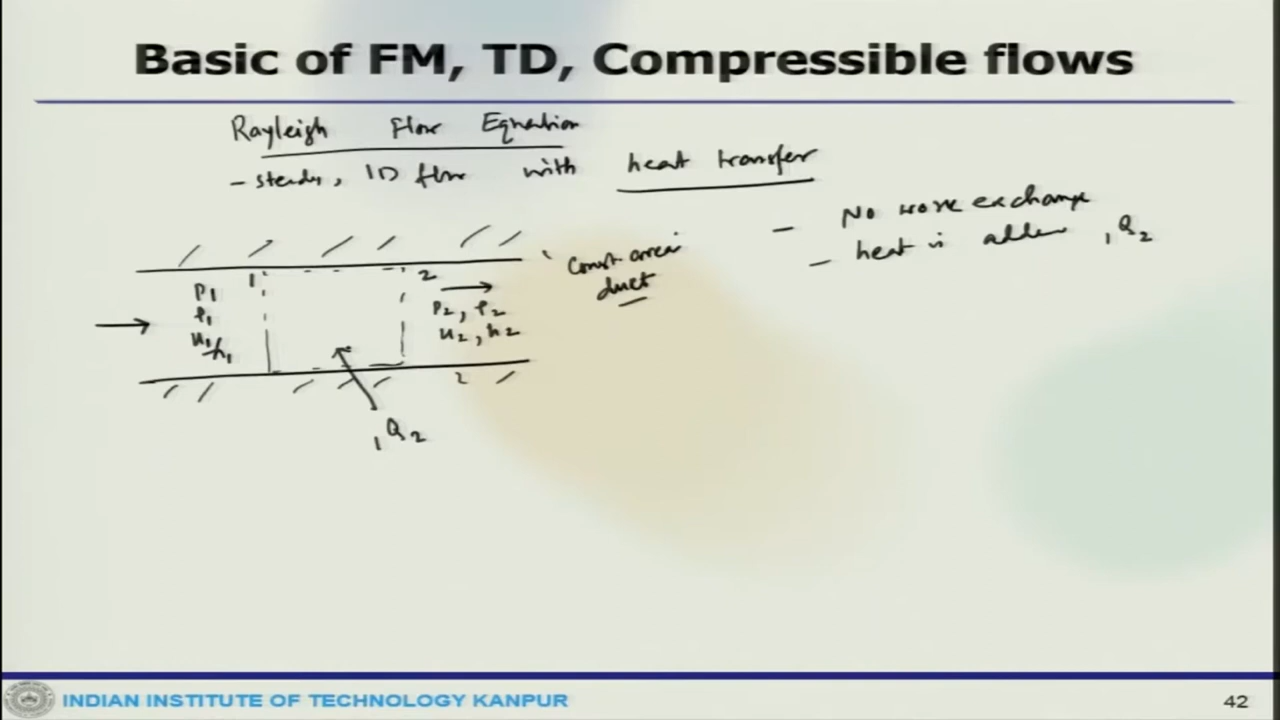 Basic of FM, TD, Compressible flows
Rayleigh Flow Equation
- steady, 1D flow with heat transfer
- No work exchange
- heat is added, 1Q2
const area
duct
1
2
P1
ρ1
u1, h1
P2, ρ2
u2, h2
2
1Q2
INDIAN INSTITUTE OF TECHNOLOGY KANPUR
42